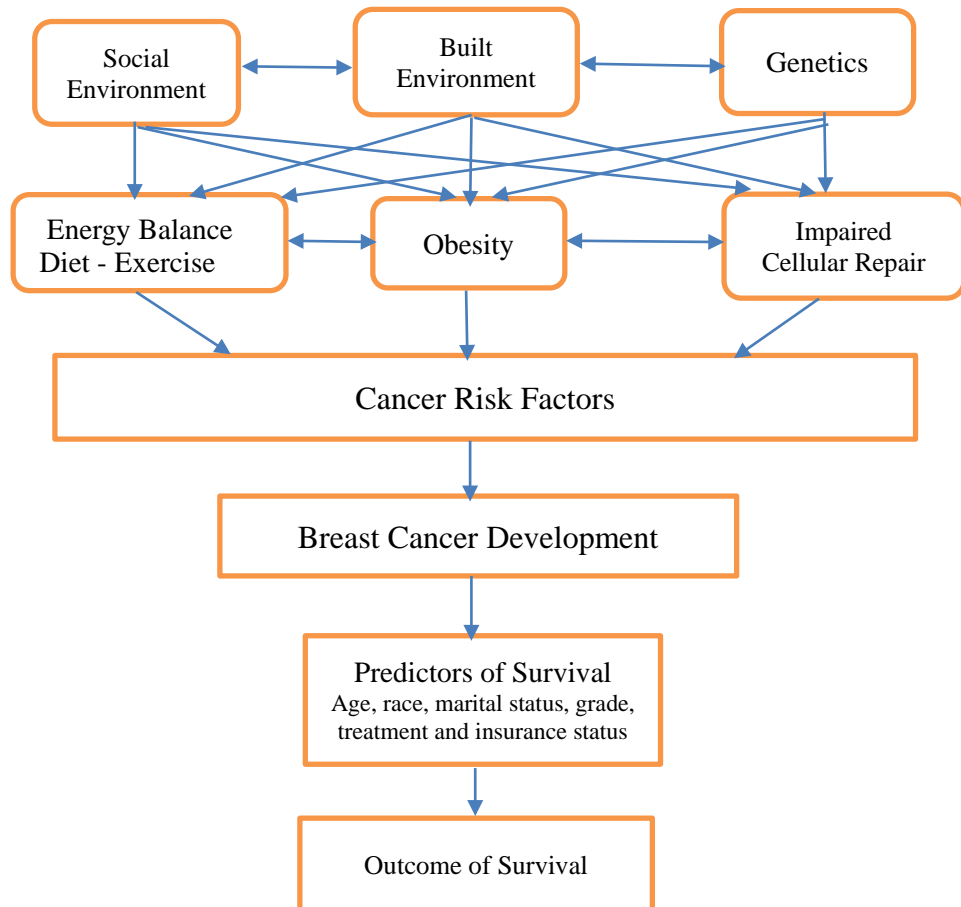 Social
Environment
Built
Environment
Genetics
Energy Balance
Diet - Exercise
Obesity
Impaired
Cellular Repair
Cancer Risk Factors
Breast Cancer Development
Predictors of Survival
Age, race, marital status, grade,
treatment and insurance status
Outcome of Survival